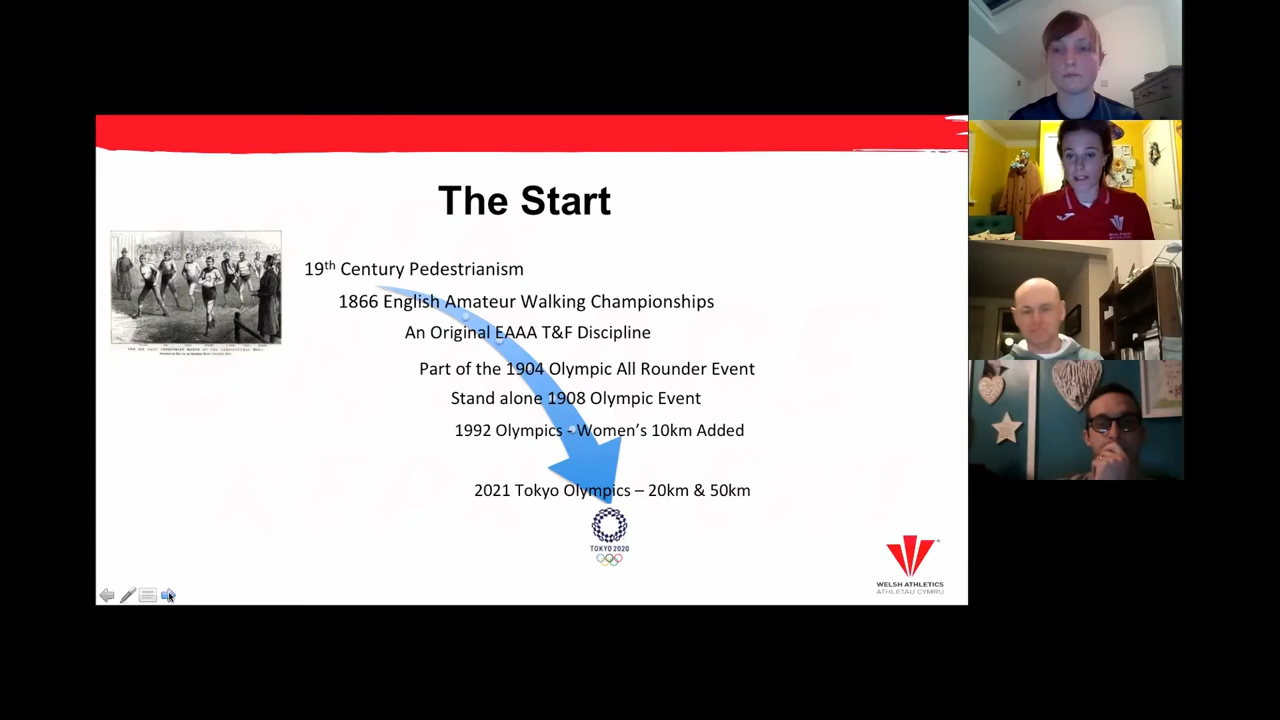 The Start
19th Century Pedestrianism
1866 English Amateur Walking Championships
An Original EAAA T&F Discipline
Part of the 1904 Olympic All Rounder Event
Stand alone 1908 Olympic Event
1992 Olympics - Women's 10km Added
2021 Tokyo Olympics – 20km & 50km
TOKYO 2020
WELSH ATHLETICS
ATHLETAU CYMRU